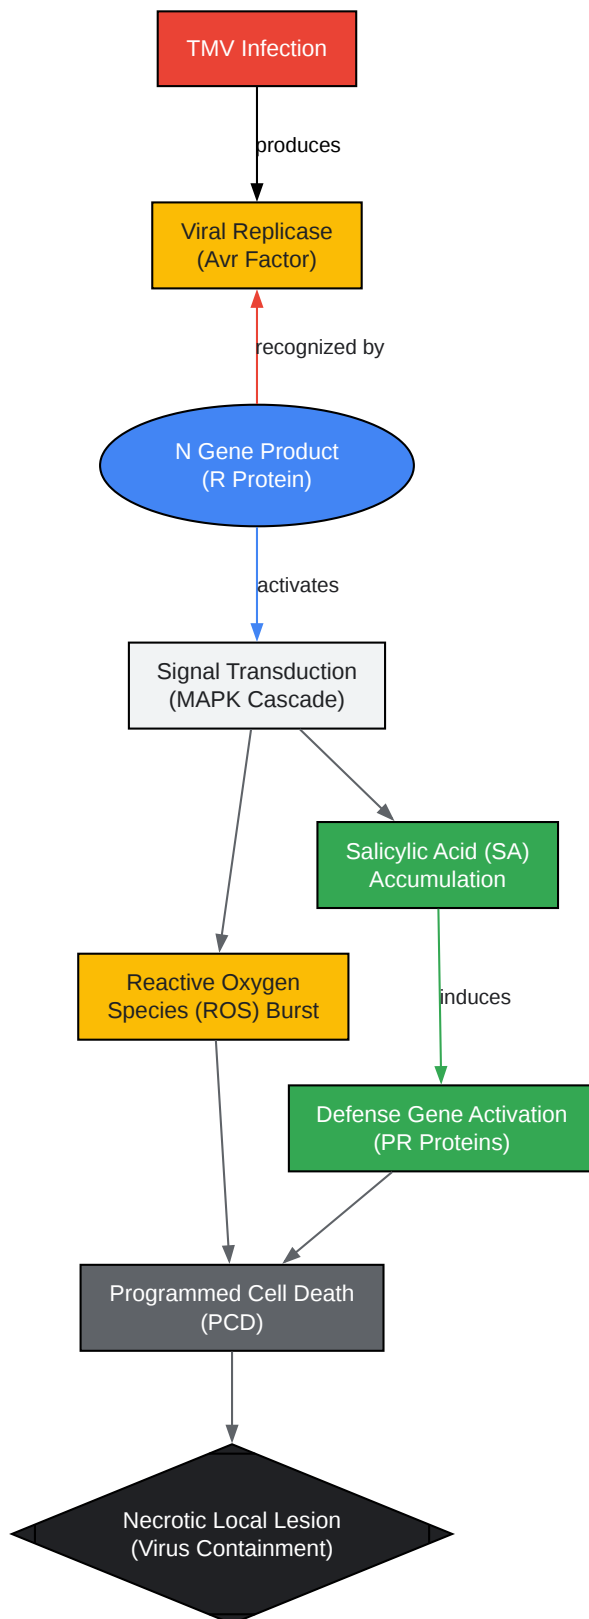 TMV Infection
produces
Viral Replicase
(Avr Factor)
recognized by
N Gene Product
(R Protein)
activates
Signal Transduction
(MAPK Cascade)
Salicylic Acid (SA)
Accumulation
Reactive Oxygen
Species (ROS) Burst
induces
Defense Gene Activation
(PR Proteins)
Programmed Cell Death
(PCD)
Necrotic Local Lesion
(Virus Containment)